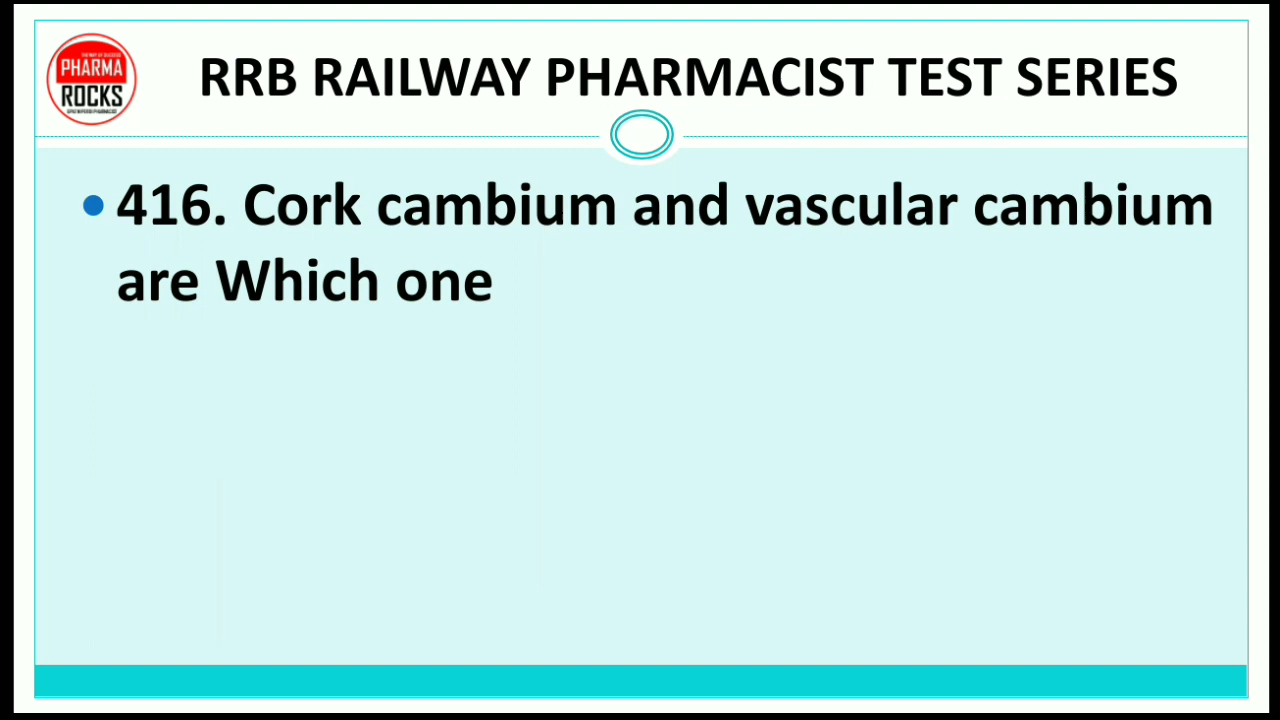 PHARMA
ROCKS
RRB RAILWAY PHARMACIST TEST SERIES
• 416. Cork cambium and vascular cambium
are Which one